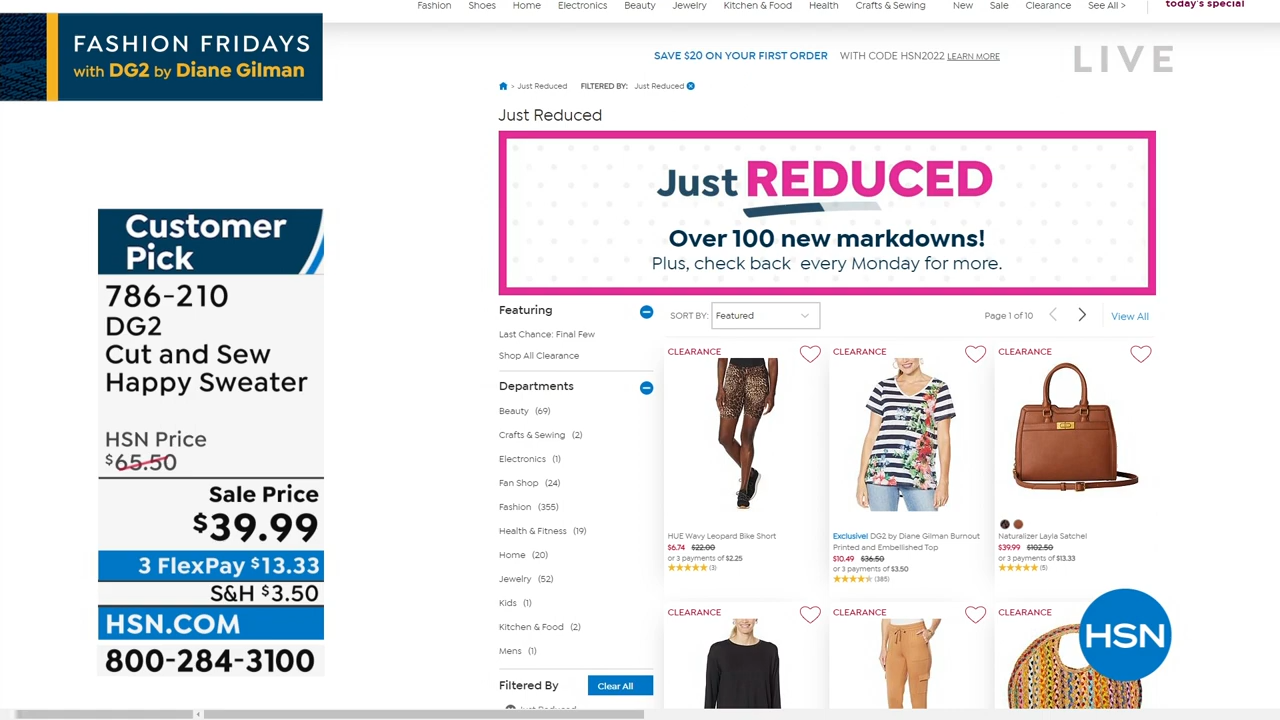 Fashion Shoes Home Electronics Beauty Jewelry Kitchen & Food Health Crafts & Sewing New Sale Clearance See All > today's special
FASHION FRIDAYS
with DG2 by Diane Gilman
SAVE $20 ON YOUR FIRST ORDER WITH CODE HSN2022 LEARN MORE
LIVE
> Just Reduced FILTERED BY: Just Reduced
Just Reduced
Just REDUCED
Over 100 new markdowns!
Plus, check back every Monday for more.
Customer
Pick
786-210
DG2
Cut and Sew
Happy Sweater
HSN Price
$65.50
Sale Price
$39.99
3 FlexPay $13.33
S&H $3.50
HSN.COM
800-284-3100
Featuring
Last Chance: Final Few
Shop All Clearance
Departments
Beauty (69)
Crafts & Sewing (2)
Electronics (1)
Fan Shop (24)
Fashion (355)
Health & Fitness (19)
Home (20)
Jewelry (52)
Kids (1)
Kitchen & Food (2)
Mens (1)
Filtered By Clear All
Just Reduced
SORT BY: Featured Page 1 of 10 View All
CLEARANCE
HUE Wavy Leopard Bike Short
$6.74 $22.00
or 3 payments of $2.25
(3)
CLEARANCE
Exclusive! DG2 by Diane Gilman Burnout
Printed and Embellished Top
$10.49 $36.50
or 3 payments of $3.50
(385)
CLEARANCE
Naturalizer Layla Satchel
$39.99 $102.50
or 3 payments of $13.33
(5)
CLEARANCE
CLEARANCE
CLEARANCE
HSN